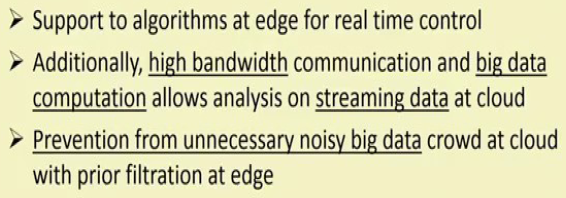 ➢ Support to algorithms at edge for real time control
➢ Additionally, high bandwidth communication and big data
computation allows analysis on streaming data at cloud
➢ Prevention from unnecessary noisy big data crowd at cloud
with prior filtration at edge